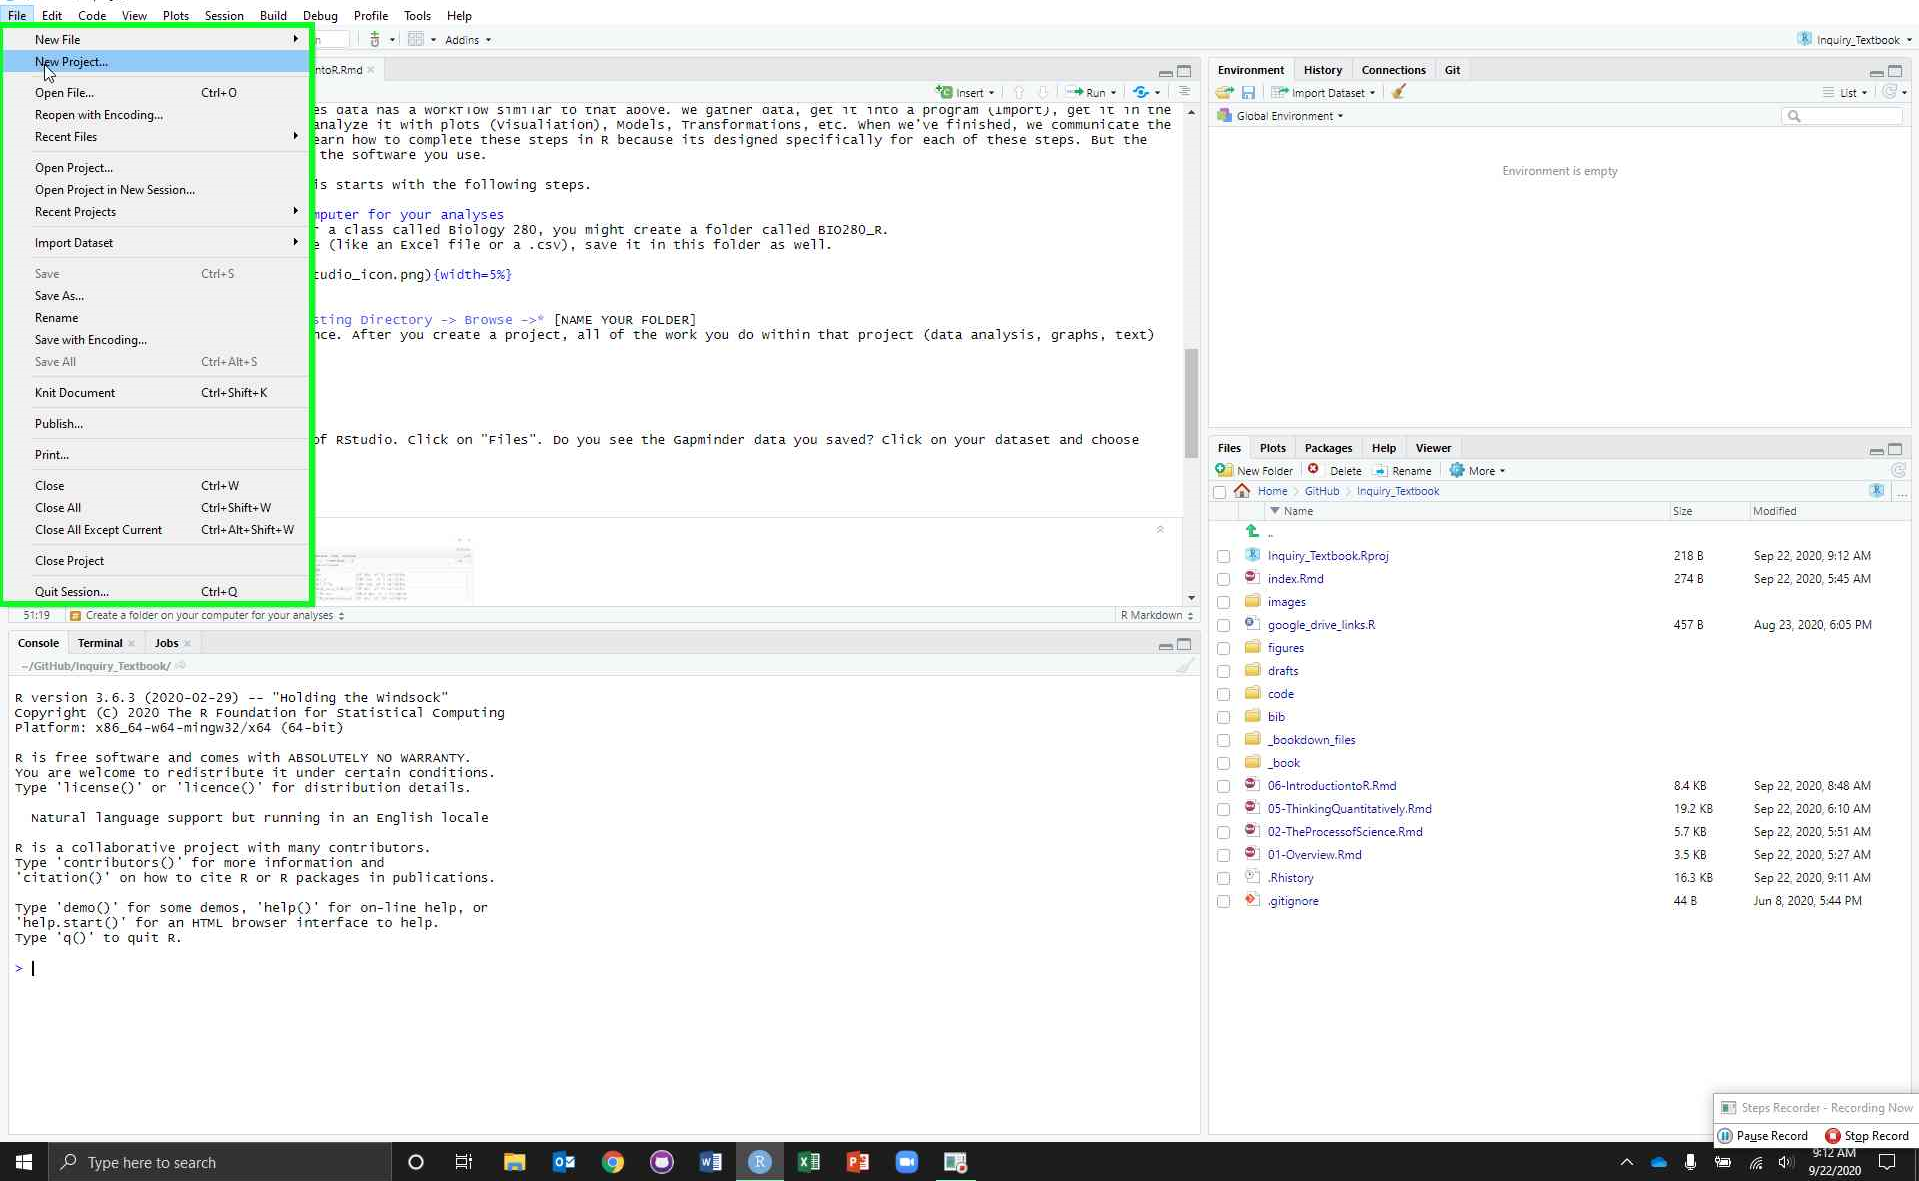 File Edit Code View Plots Session Build Debug Profile Tools Help
Addins
Inquiry_Textbook
New File
New Project...
Open File... Ctrl+O
Reopen with Encoding...
Recent Files
Open Project...
Open Project in New Session...
Recent Projects
Import Dataset
Save Ctrl+S
Save As...
Rename
Save with Encoding...
Save All Ctrl+Alt+S
Knit Document Ctrl+Shift+K
Publish...
Print...
Close Ctrl+W
Close All Ctrl+Shift+W
Close All Except Current Ctrl+Alt+Shift+W
Close Project
Quit Session... Ctrl+Q
ntoR.Rmd
Insert Run
es data has a workflow similar to that above. We gather data, get it into a program (Import), get it in the
analyze it with plots (Visualiation), Models, Transformations, etc. When we've finished, we communicate the
earn how to complete these steps in R because its designed specifically for each of these steps. But the
the software you use.
is starts with the following steps.
mputer for your analyses
r a class called Biology 280, you might create a folder called BIO280_R.
e (like an Excel file or a .csv), save it in this folder as well.
tudio_icon.png){width=5%}
sting Directory -> Browse ->* [NAME YOUR FOLDER]
nce. After you create a project, all of the work you do within that project (data analysis, graphs, text)
of RStudio. Click on "Files". Do you see the Gapminder data you saved? Click on your dataset and choose
51:19 Create a folder on your computer for your analyses R Markdown
Console Terminal Jobs
~/GitHub/Inquiry_Textbook/
R version 3.6.3 (2020-02-29) -- "Holding the Windsock"
Copyright (C) 2020 The R Foundation for Statistical Computing
Platform: x86_64-w64-mingw32/x64 (64-bit)
R is free software and comes with ABSOLUTELY NO WARRANTY.
You are welcome to redistribute it under certain conditions.
Type 'license()' or 'licence()' for distribution details.
Natural language support but running in an English locale
R is a collaborative project with many contributors.
Type 'contributors()' for more information and
'citation()' on how to cite R or R packages in publications.
Type 'demo()' for some demos, 'help()' for on-line help, or
'help.start()' for an HTML browser interface to help.
Type 'q()' to quit R.
>
Environment History Connections Git
Import Dataset List
Global Environment
Environment is empty
Files Plots Packages Help Viewer
New Folder Delete Rename More
Home GitHub Inquiry_Textbook ...
Name Size Modified
..
Inquiry_Textbook.Rproj 218 B Sep 22, 2020, 9:12 AM
index.Rmd 274 B Sep 22, 2020, 5:45 AM
images
google_drive_links.R 457 B Aug 23, 2020, 6:05 PM
figures
drafts
code
bib
_bookdown_files
_book
06-IntroductiontoR.Rmd 8.4 KB Sep 22, 2020, 8:48 AM
05-ThinkingQuantitatively.Rmd 19.2 KB Sep 22, 2020, 6:10 AM
02-TheProcessofScience.Rmd 5.7 KB Sep 22, 2020, 5:51 AM
01-Overview.Rmd 3.5 KB Sep 22, 2020, 5:27 AM
.Rhistory 16.3 KB Sep 22, 2020, 9:11 AM
.gitignore 44 B Jun 8, 2020, 5:44 PM
Steps Recorder - Recording Now
Pause Record Stop Record
Type here to search
9:12 AM
9/22/2020